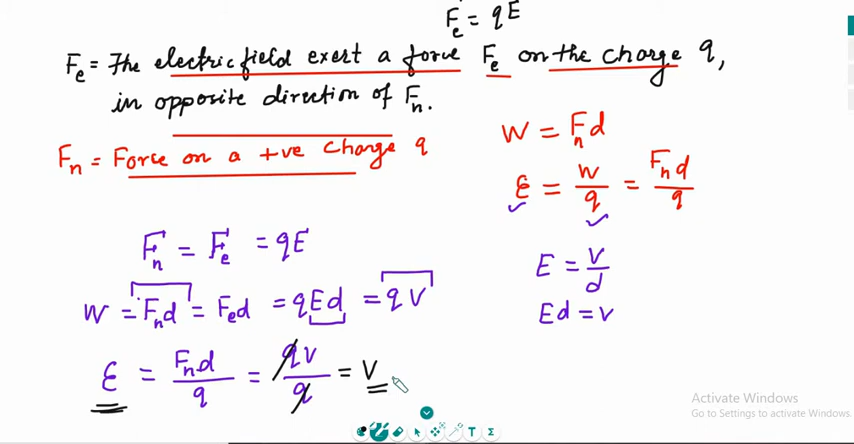 Fe = qE
Fe = The electric field exert a force Fe on the charge q,
in opposite direction of Fn.
Fn = Force on a +ve charge q
W = Fnd
ε = W/q = Fnd/q
Fn = Fe = qE
E = V/d
W = Fnd = Fed = qEd = qV
Ed = V
ε = Fnd/q = qV/q = V
Activate Windows
Go to Settings to activate Windows.
T Σ